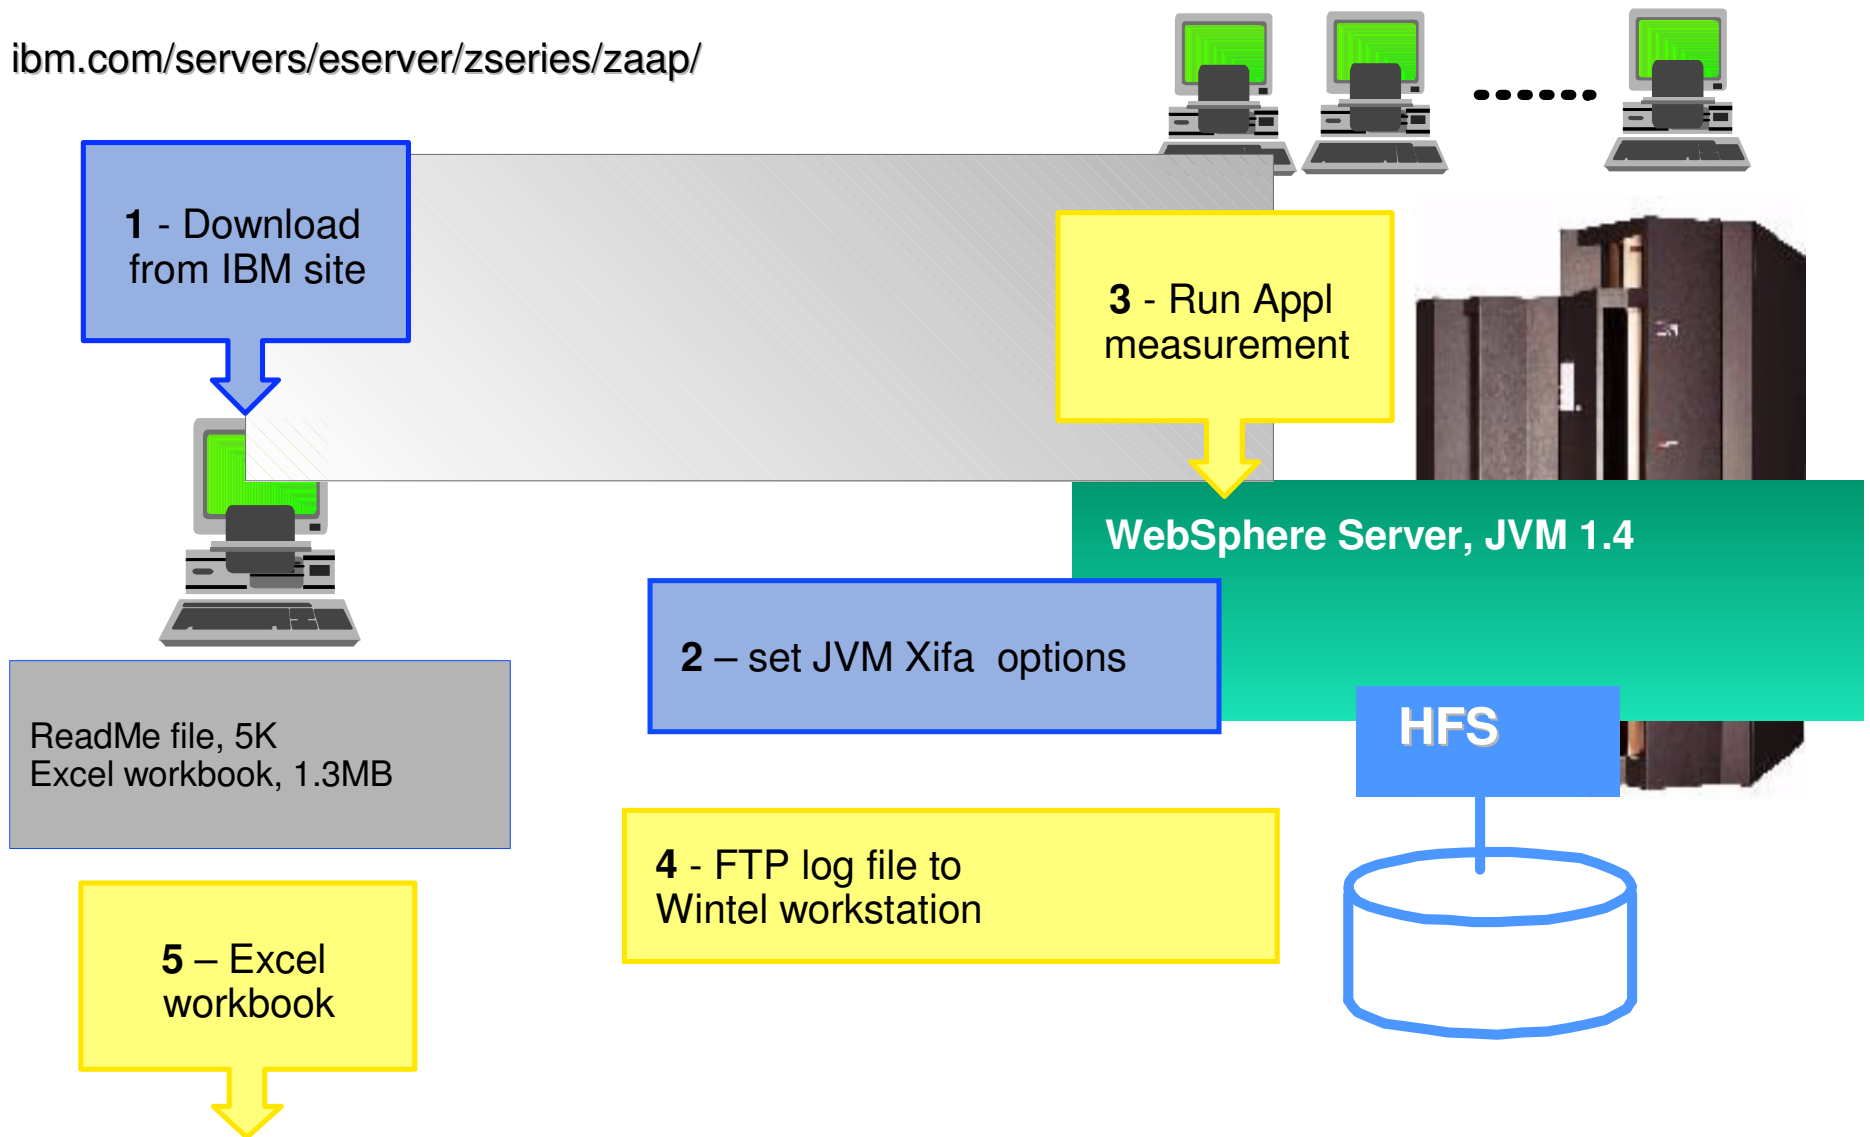 ibm.com/servers/eserver/zseries/zaap/
1 - Download
from IBM site
3 - Run Appl
measurement
WebSphere Server, JVM 1.4
2 – set JVM Xifa options
HFS
ReadMe file, 5K
Excel workbook, 1.3MB
4 - FTP log file to
Wintel workstation
5 – Excel
workbook